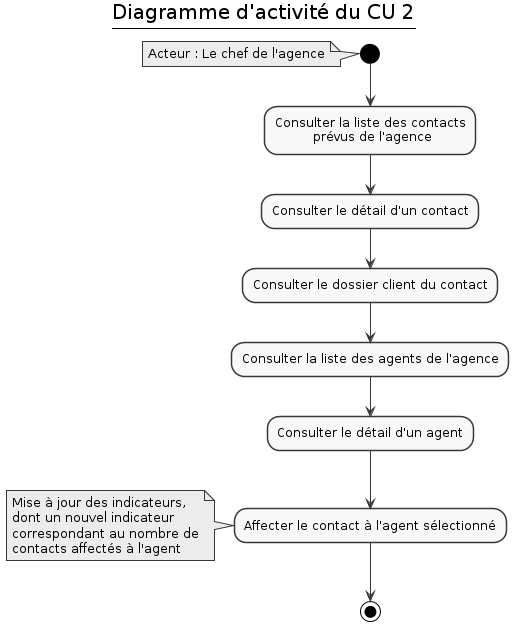 Diagramme d'activité du CU 2
Acteur : Le chef de l'agence
Consulter la liste des contacts
prévus de l'agence
Consulter le détail d'un contact
Consulter le dossier client du contact
Consulter la liste des agents de l'agence
Consulter le détail d'un agent
Mise à jour des indicateurs,
dont un nouvel indicateur
correspondant au nombre de
contacts affectés à l'agent
Affecter le contact à l'agent sélectionné